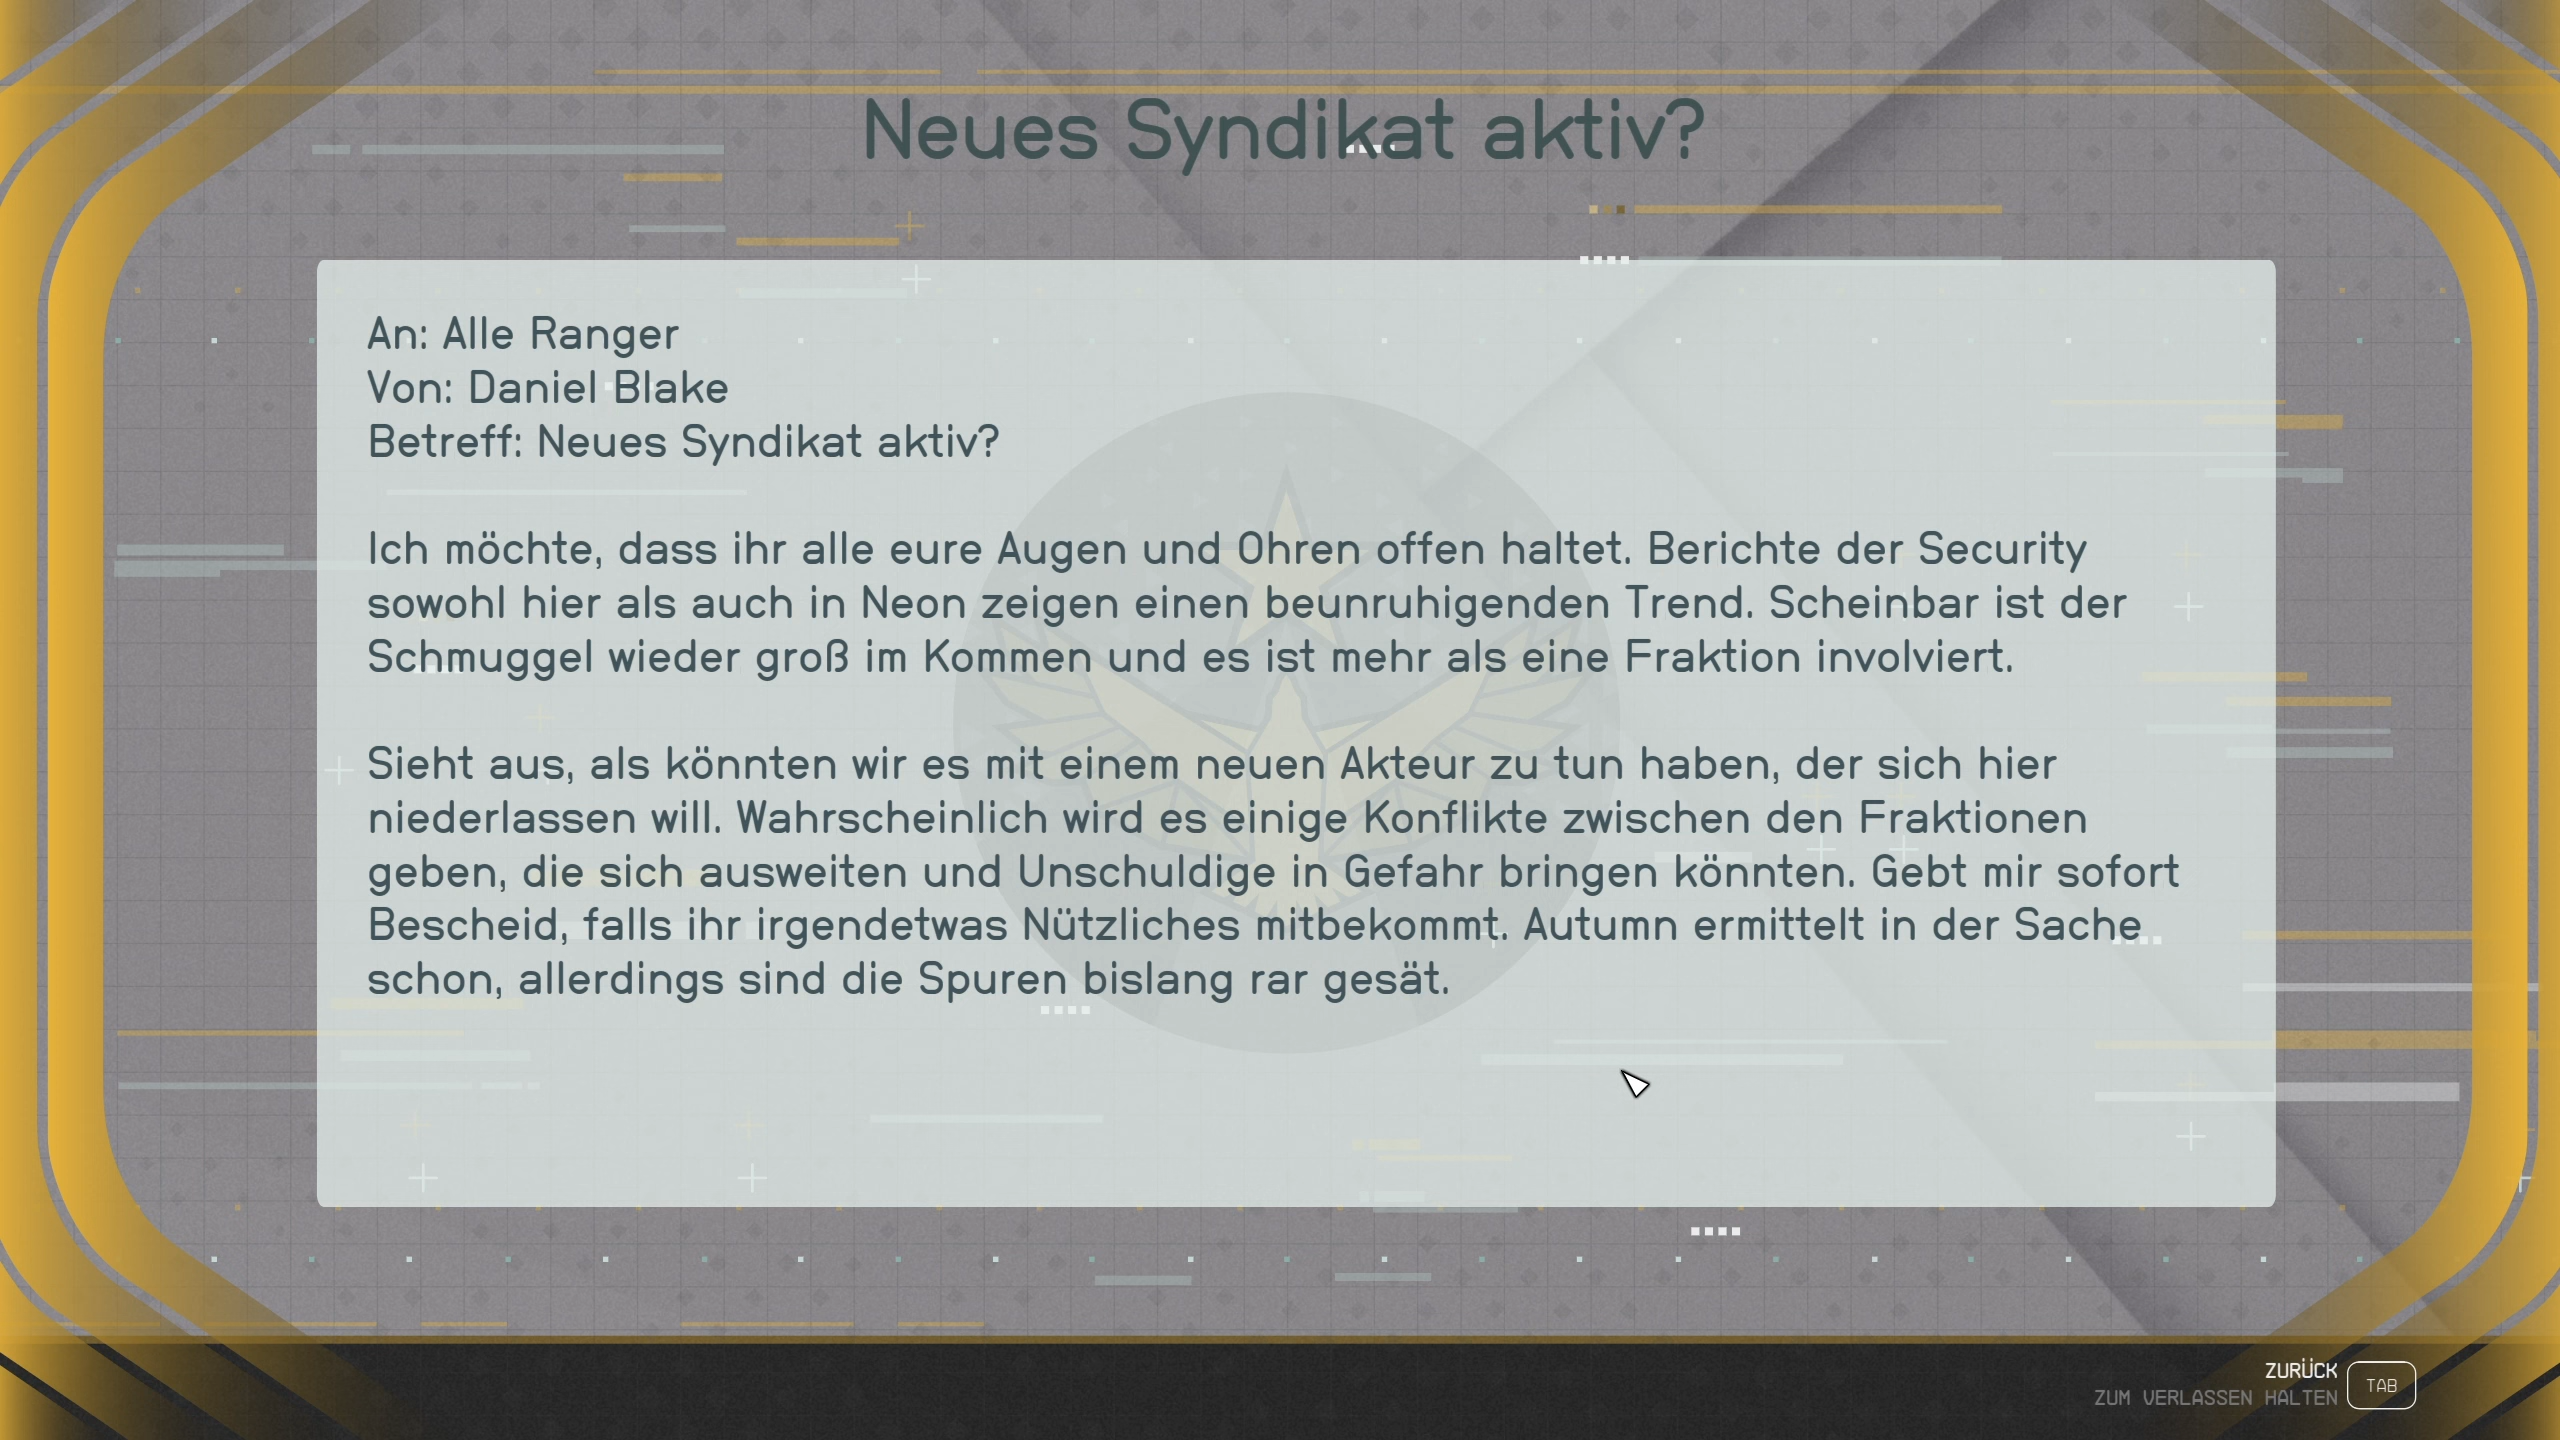 Neues Syndikat aktiv?
An: Alle Ranger
Von: Daniel Blake
Betreff: Neues Syndikat aktiv?
Ich möchte, dass ihr alle eure Augen und Ohren offen haltet. Berichte der Security
sowohl hier als auch in Neon zeigen einen beunruhigenden Trend. Scheinbar ist der
Schmuggel wieder groß im Kommen und es ist mehr als eine Fraktion involviert.
Sieht aus, als könnten wir es mit einem neuen Akteur zu tun haben, der sich hier
niederlassen will. Wahrscheinlich wird es einige Konflikte zwischen den Fraktionen
geben, die sich ausweiten und Unschuldige in Gefahr bringen könnten. Gebt mir sofort
Bescheid, falls ihr irgendetwas Nützliches mitbekommt. Autumn ermittelt in der Sache
schon, allerdings sind die Spuren bislang rar gesät.
ZURÜCK
TAB
ZUM VERLASSEN HALTEN